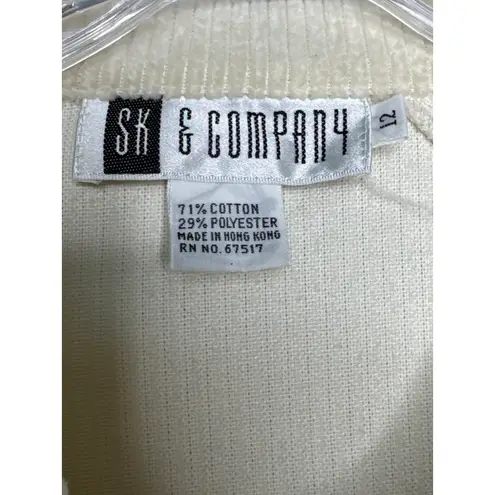 SK & COMPANY
12
71% COTTON
29% POLYESTER
MADE IN HONG KONG
RN NO. 67517